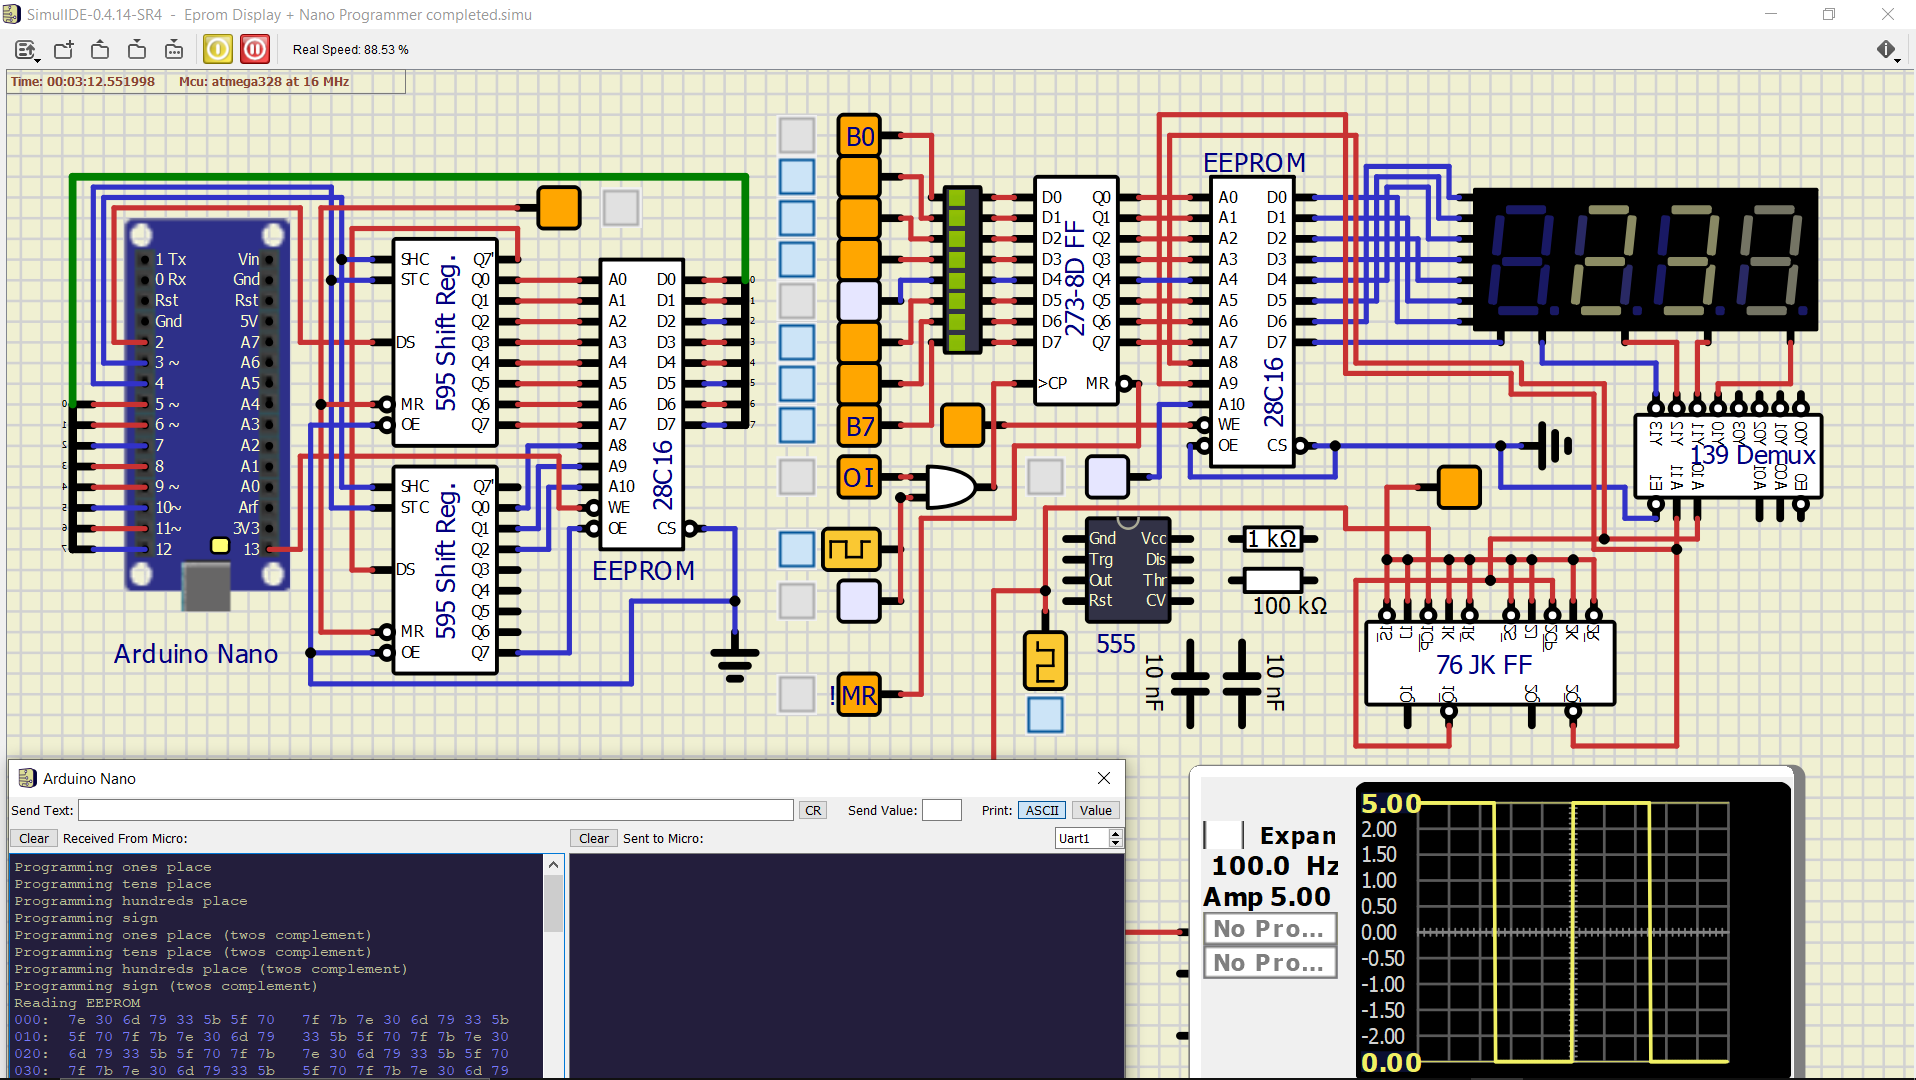 SimulIDE-0.4.14-SR4 - Eprom Display + Nano Programmer completed.simu
Real Speed: 88.53 %
Time: 00:03:12.551998 Mcu: atmega328 at 16 MHz
1 Tx Vin
0 Rx Gnd
Rst Rst
Gnd 5V
2 A7
3 ~ A6
4 A5
5 ~ A4
6 ~ A3
7 A2
8 A1
9 ~ A0
10~ Arf
11~ 3V3
12 13
Arduino Nano
595 Shift Reg.
SHC Q7'
STC Q0
Q1
Q2
DS Q3
Q4
Q5
MR Q6
OE Q7
595 Shift Reg.
SHC Q7'
STC Q0
Q1
Q2
DS Q3
Q4
Q5
MR Q6
OE Q7
28C16
A0 D0
A1 D1
A2 D2
A3 D3
A4 D4
A5 D5
A6 D6
A7 D7
A8
A9
A10
WE
OE CS
EEPROM
B0
B7
OI
!MR
273-8D FF
D0 Q0
D1 Q1
D2 Q2
D3 Q3
D4 Q4
D5 Q5
D6 Q6
D7 Q7
>CP MR
EEPROM
28C16
A0 D0
A1 D1
A2 D2
A3 D3
A4 D4
A5 D5
A6 D6
A7 D7
A8
A9
A10
WE
OE CS
139 Demux
Gnd Vcc
Trg Dis
Out Thr
Rst CV
555
1 kΩ
100 kΩ
10 nF
10 nF
76 JK FF
Arduino Nano
Send Text: CR Send Value: Print: ASCII Value
Clear Received From Micro: Clear Sent to Micro: Uart1
Programming ones place
Programming tens place
Programming hundreds place
Programming sign
Programming ones place (twos complement)
Programming tens place (twos complement)
Programming hundreds place (twos complement)
Programming sign (twos complement)
Reading EEPROM
000: 7e 30 6d 79 33 5b 5f 70 7f 7b 7e 30 6d 79 33 5b
010: 5f 70 7f 7b 7e 30 6d 79 33 5b 5f 70 7f 7b 7e 30
020: 6d 79 33 5b 5f 70 7f 7b 7e 30 6d 79 33 5b 5f 70
030: 7f 7b 7e 30 6d 79 33 5b 5f 70 7f 7b 7e 30 6d 79
Expan
100.0 Hz
Amp 5.00
No Pro...
No Pro...
5.00
2.00
1.50
1.00
0.50
0.00
-0.50
-1.00
-1.50
-2.00
0.00